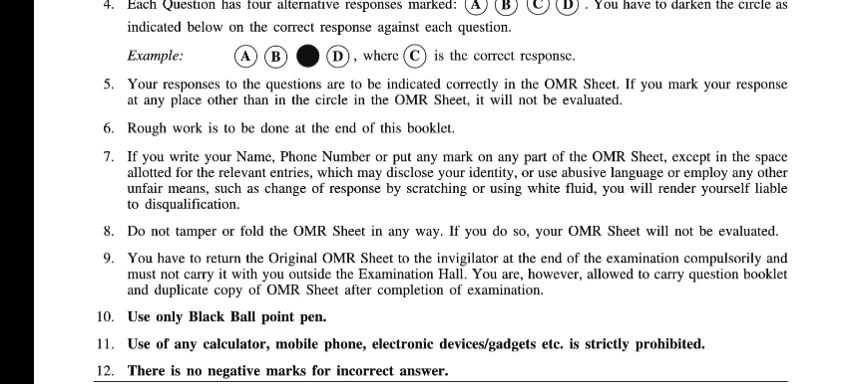 4. Each Question has four alternative responses marked: (A) (B) (C) (D) . You have to darken the circle as
indicated below on the correct response against each question.
Example: (A) (B) ● (D) , where (C) is the correct response.
5. Your responses to the questions are to be indicated correctly in the OMR Sheet. If you mark your response
at any place other than in the circle in the OMR Sheet, it will not be evaluated.
6. Rough work is to be done at the end of this booklet.
7. If you write your Name, Phone Number or put any mark on any part of the OMR Sheet, except in the space
allotted for the relevant entries, which may disclose your identity, or use abusive language or employ any other
unfair means, such as change of response by scratching or using white fluid, you will render yourself liable
to disqualification.
8. Do not tamper or fold the OMR Sheet in any way. If you do so, your OMR Sheet will not be evaluated.
9. You have to return the Original OMR Sheet to the invigilator at the end of the examination compulsorily and
must not carry it with you outside the Examination Hall. You are, however, allowed to carry question booklet
and duplicate copy of OMR Sheet after completion of examination.
10. Use only Black Ball point pen.
11. Use of any calculator, mobile phone, electronic devices/gadgets etc. is strictly prohibited.
12. There is no negative marks for incorrect answer.